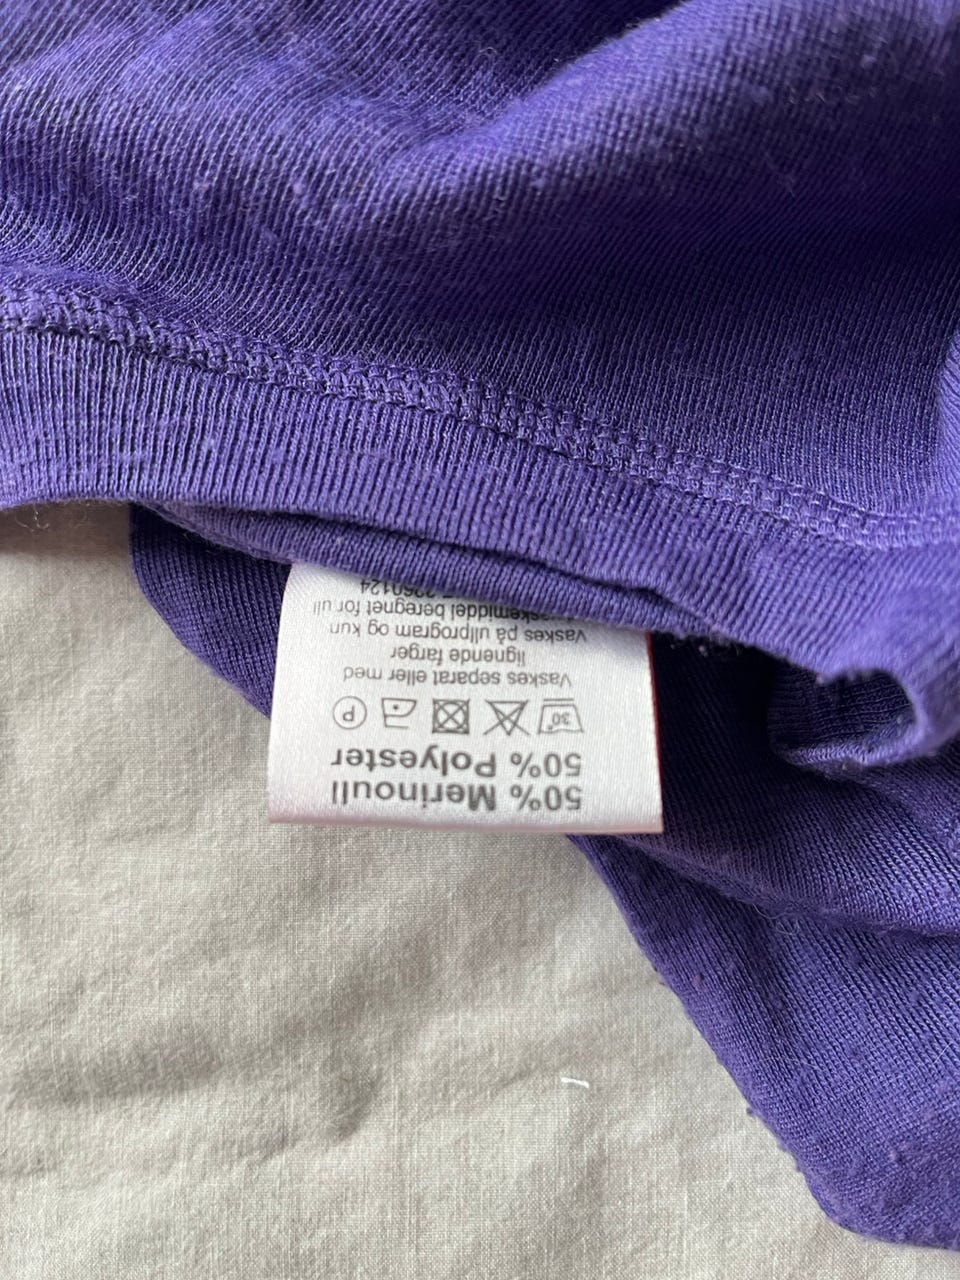 50% Merinoull
50% Polyester
30° P
Vaskes separat eller med
lignende farger
Vaskes på ullprogram og kun
beregnet for ull